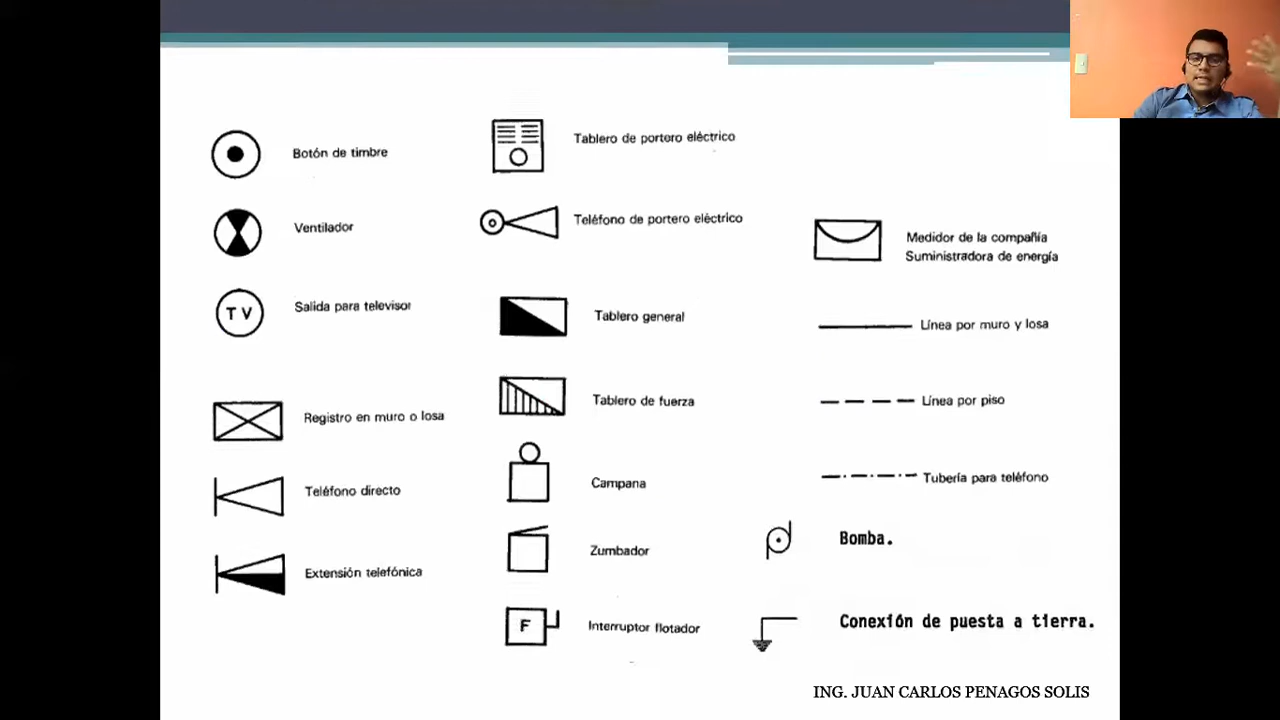 Botón de timbre
Ventilador
TV
Salida para televisor
Registro en muro o losa
Teléfono directo
Extensión telefónica
Tablero de portero eléctrico
Teléfono de portero eléctrico
Tablero general
Tablero de fuerza
Campana
Zumbador
F
Interruptor flotador
Medidor de la compañía
Suministradora de energía
Línea por muro y losa
Línea por piso
Tubería para teléfono
Bomba.
Conexión de puesta a tierra.
ING. JUAN CARLOS PENAGOS SOLIS